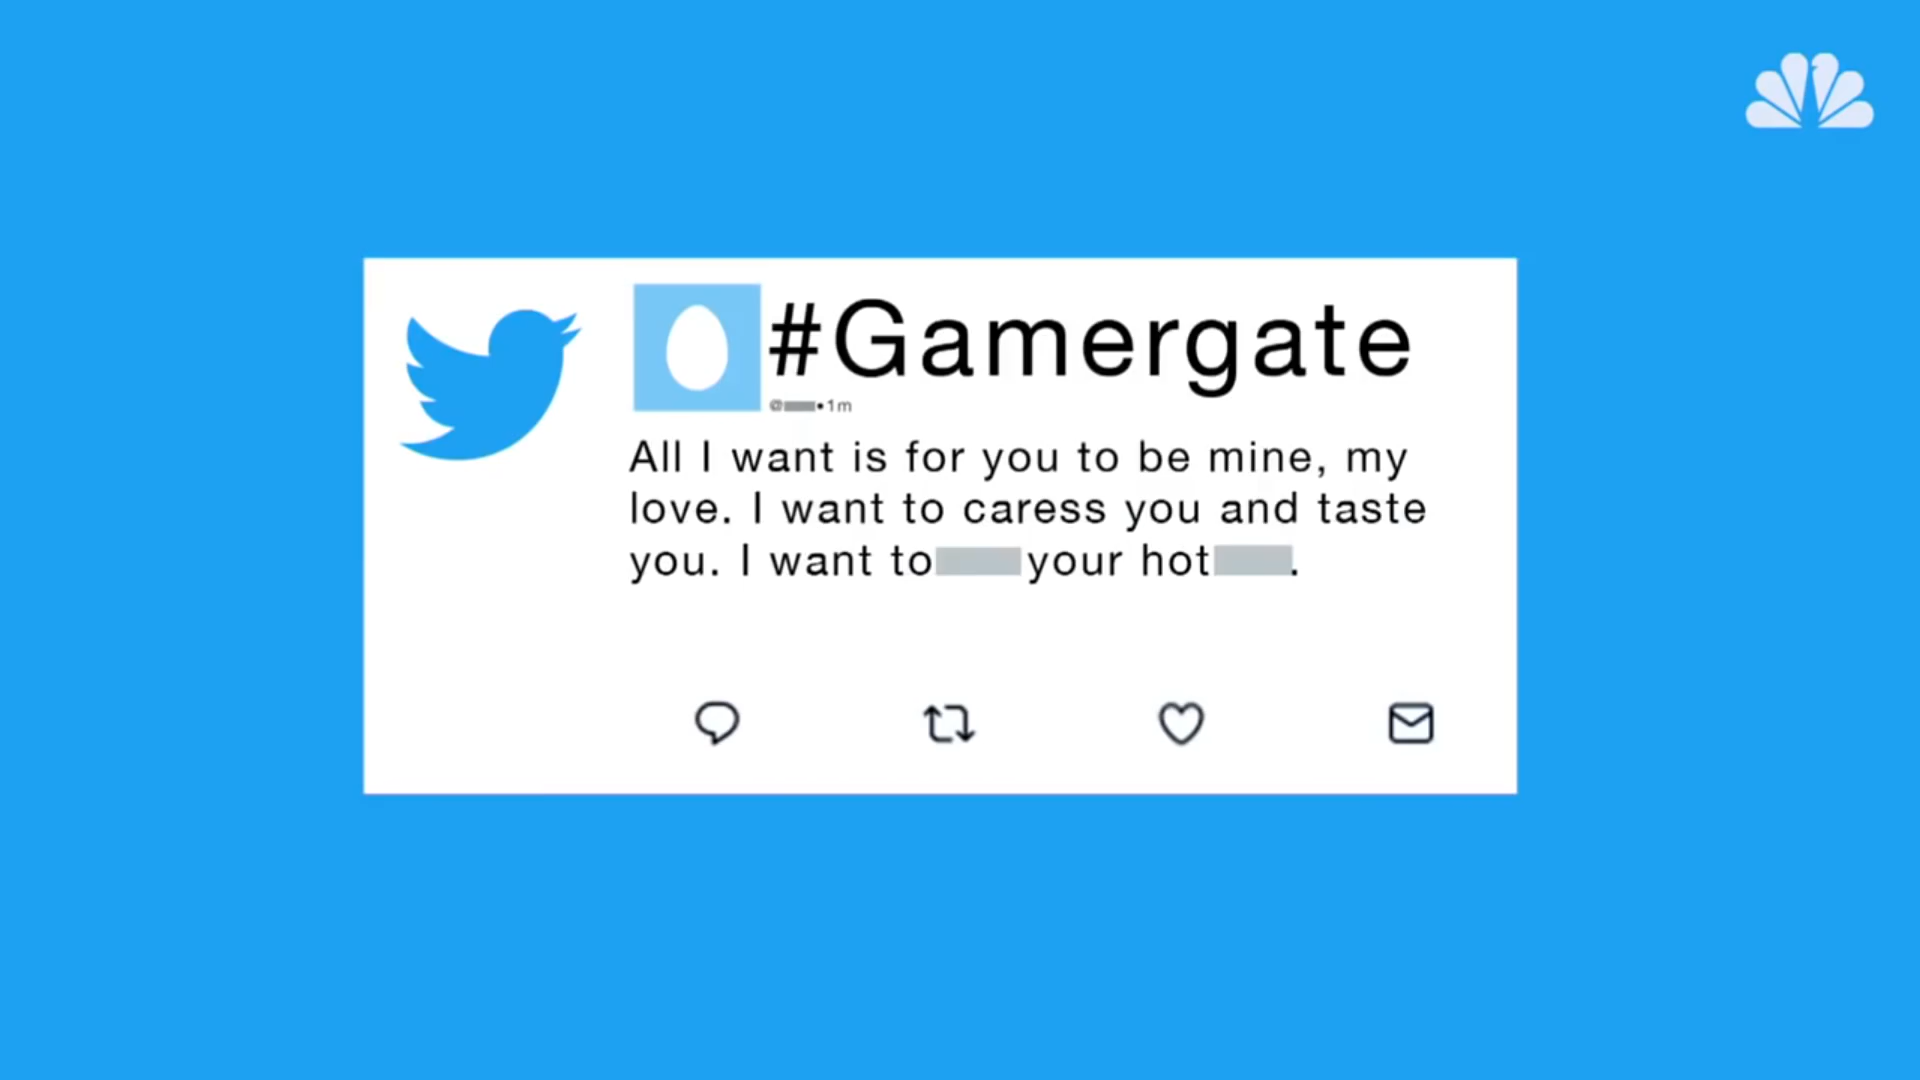 #Gamergate
@ •1m
All I want is for you to be mine, my
love. I want to caress you and taste
you. I want to your hot .